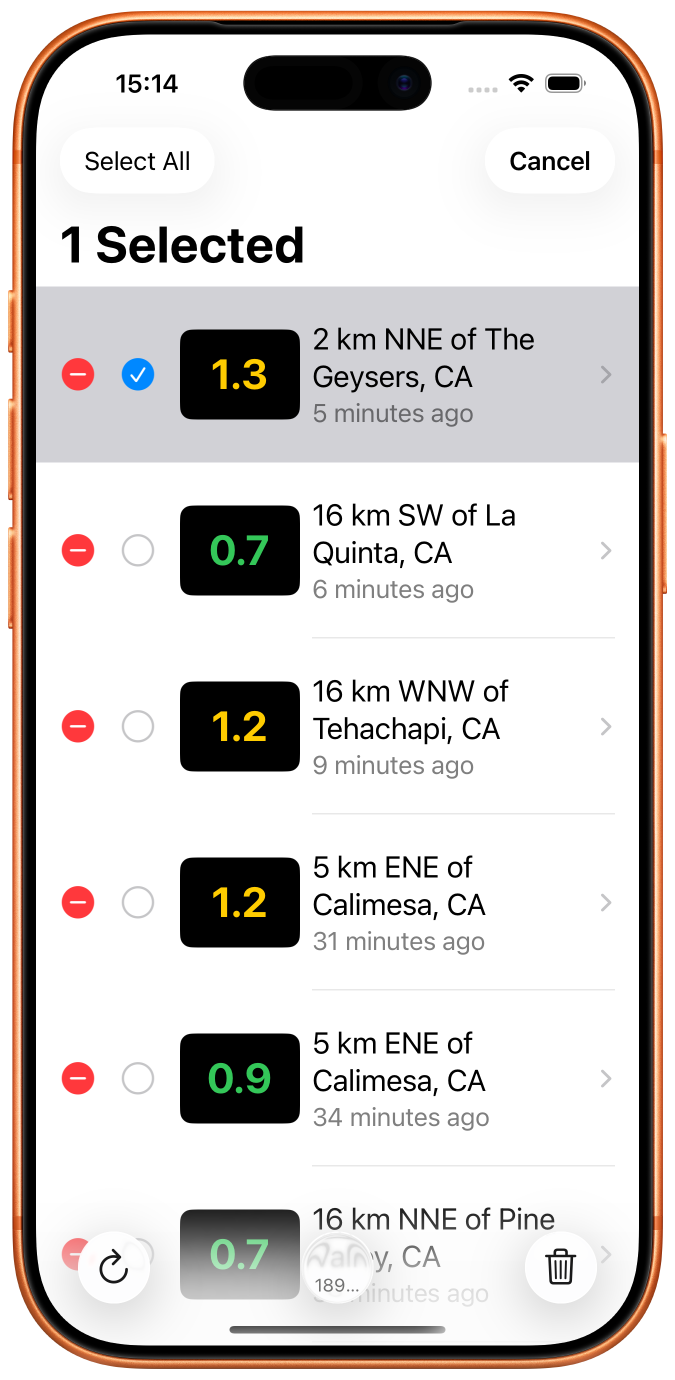 15:14
Select All
Cancel
1 Selected
1.3
2 km NNE of The
Geysers, CA
5 minutes ago
0.7
16 km SW of La
Quinta, CA
6 minutes ago
1.2
16 km WNW of
Tehachapi, CA
9 minutes ago
1.2
5 km ENE of
Calimesa, CA
31 minutes ago
0.9
5 km ENE of
Calimesa, CA
34 minutes ago
0.7
16 km NNE of Pine
CA
189...
minutes ago